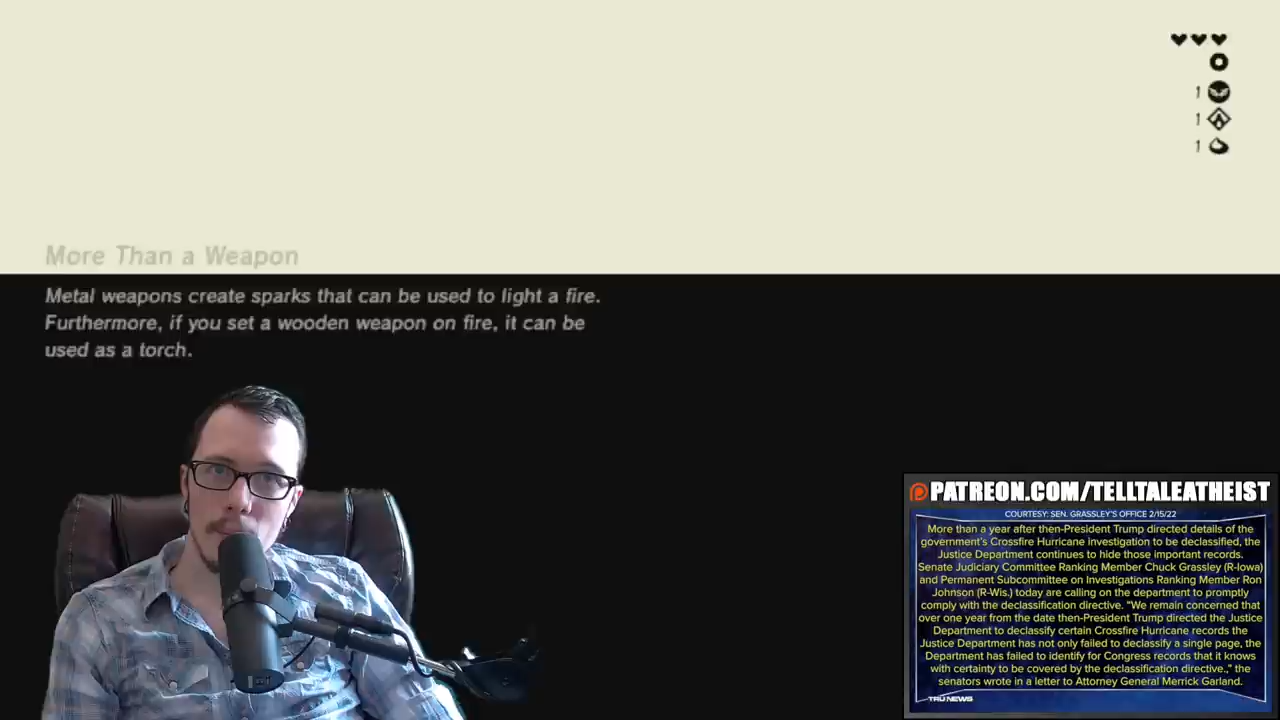 1
1
1
More Than a Weapon
Metal weapons create sparks that can be used to light a fire.
Furthermore, if you set a wooden weapon on fire, it can be
used as a torch.
PATREON.COM/TELLTALEATHEIST
COURTESY: SEN. GRASSLEY'S OFFICE 2/15/22
More than a year after then-President Trump directed details of the
government's Crossfire Hurricane investigation to be declassified, the
Justice Department continues to hide those important records.
Senate Judiciary Committee Ranking Member Chuck Grassley (R-Iowa)
and Permanent Subcommittee on Investigations Ranking Member Ron
Johnson (R-Wis.) today are calling on the department to promptly
comply with the declassification directive. "We remain concerned that
over one year from the date then-President Trump directed the Justice
Department to declassify certain Crossfire Hurricane records the
Justice Department has not only failed to declassify a single page, the
Department has failed to identify for Congress records that it knows
with certainty to be covered by the declassification directive.," the
senators wrote in a letter to Attorney General Merrick Garland.
TRU NEWS